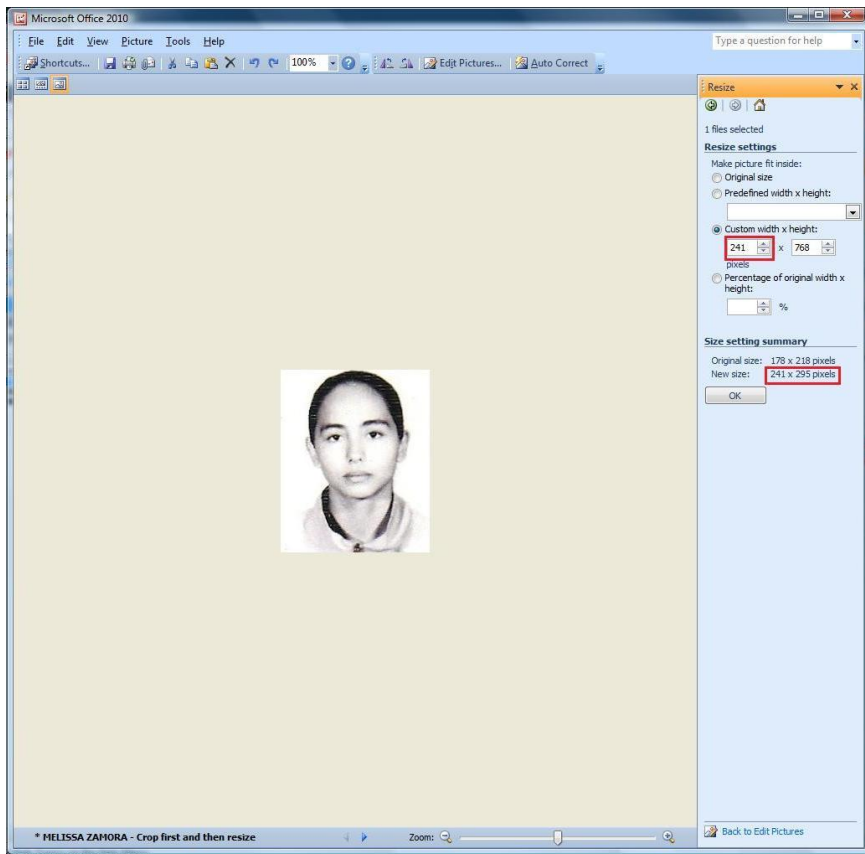 Microsoft Office 2010
File Edit View Picture Tools Help
Type a question for help
Shortcuts... 100% Edit Pictures... Auto Correct
Resize
1 files selected
Resize settings
Make picture fit inside:
Original size
Predefined width x height:
Custom width x height:
241 x 768
pixels
Percentage of original width x
height:
%
Size setting summary
Original size: 178 x 218 pixels
New size: 241 x 295 pixels
OK
* MELISSA ZAMORA - Crop first and then resize Zoom:
Back to Edit Pictures